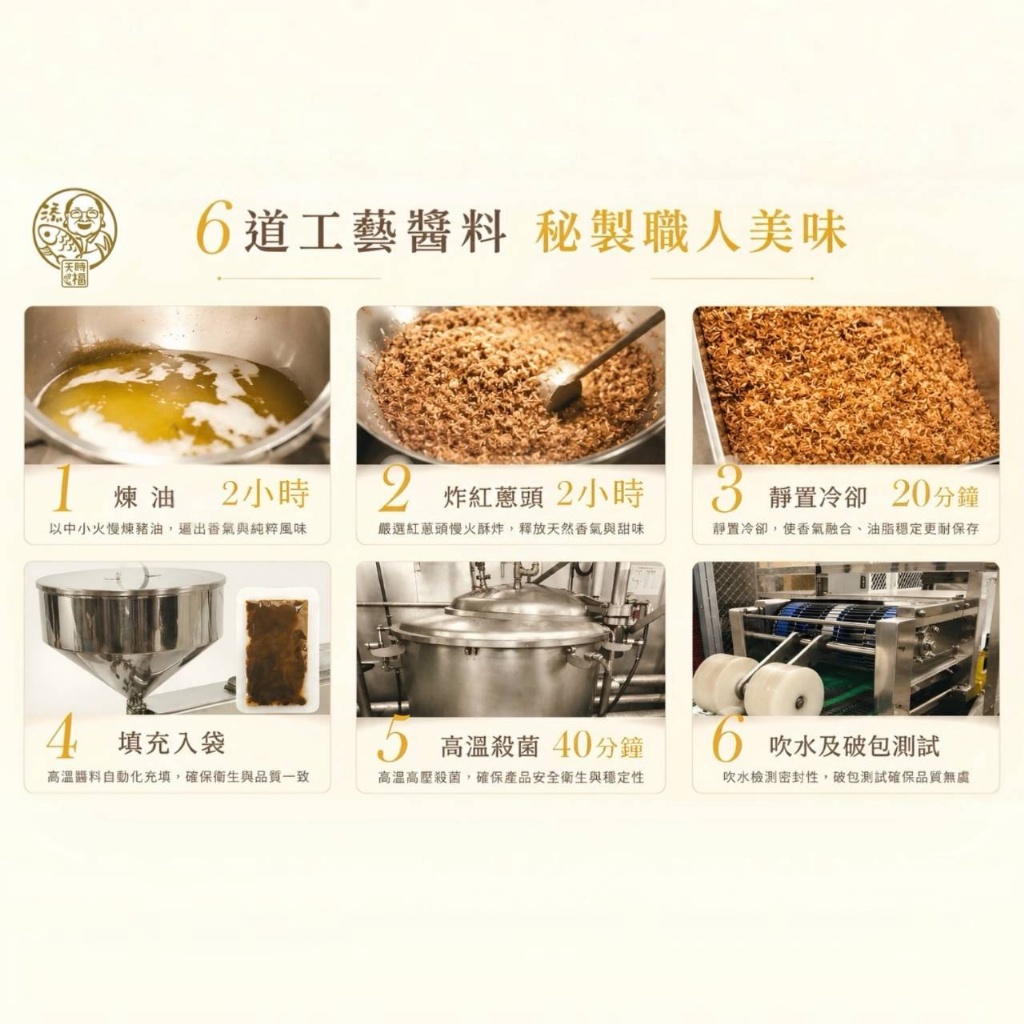 添
天時
福
6道工藝醬料 秘製職人美味
1 煉油 2小時
以中小火慢煉豬油，逼出香氣與純粹風味
2 炸紅蔥頭 2小時
嚴選紅蔥頭慢火酥炸，釋放天然香氣與甜味
3 靜置冷卻 20分鐘
靜置冷卻，使香氣融合、油脂穩定更耐保存
4 填充入袋
高溫醬料自動化充填，確保衛生與品質一致
5 高溫殺菌 40分鐘
高溫高壓殺菌，確保產品安全衛生與穩定性
6 吹水及破包測試
吹水檢測密封性，破包測試確保品質無虞